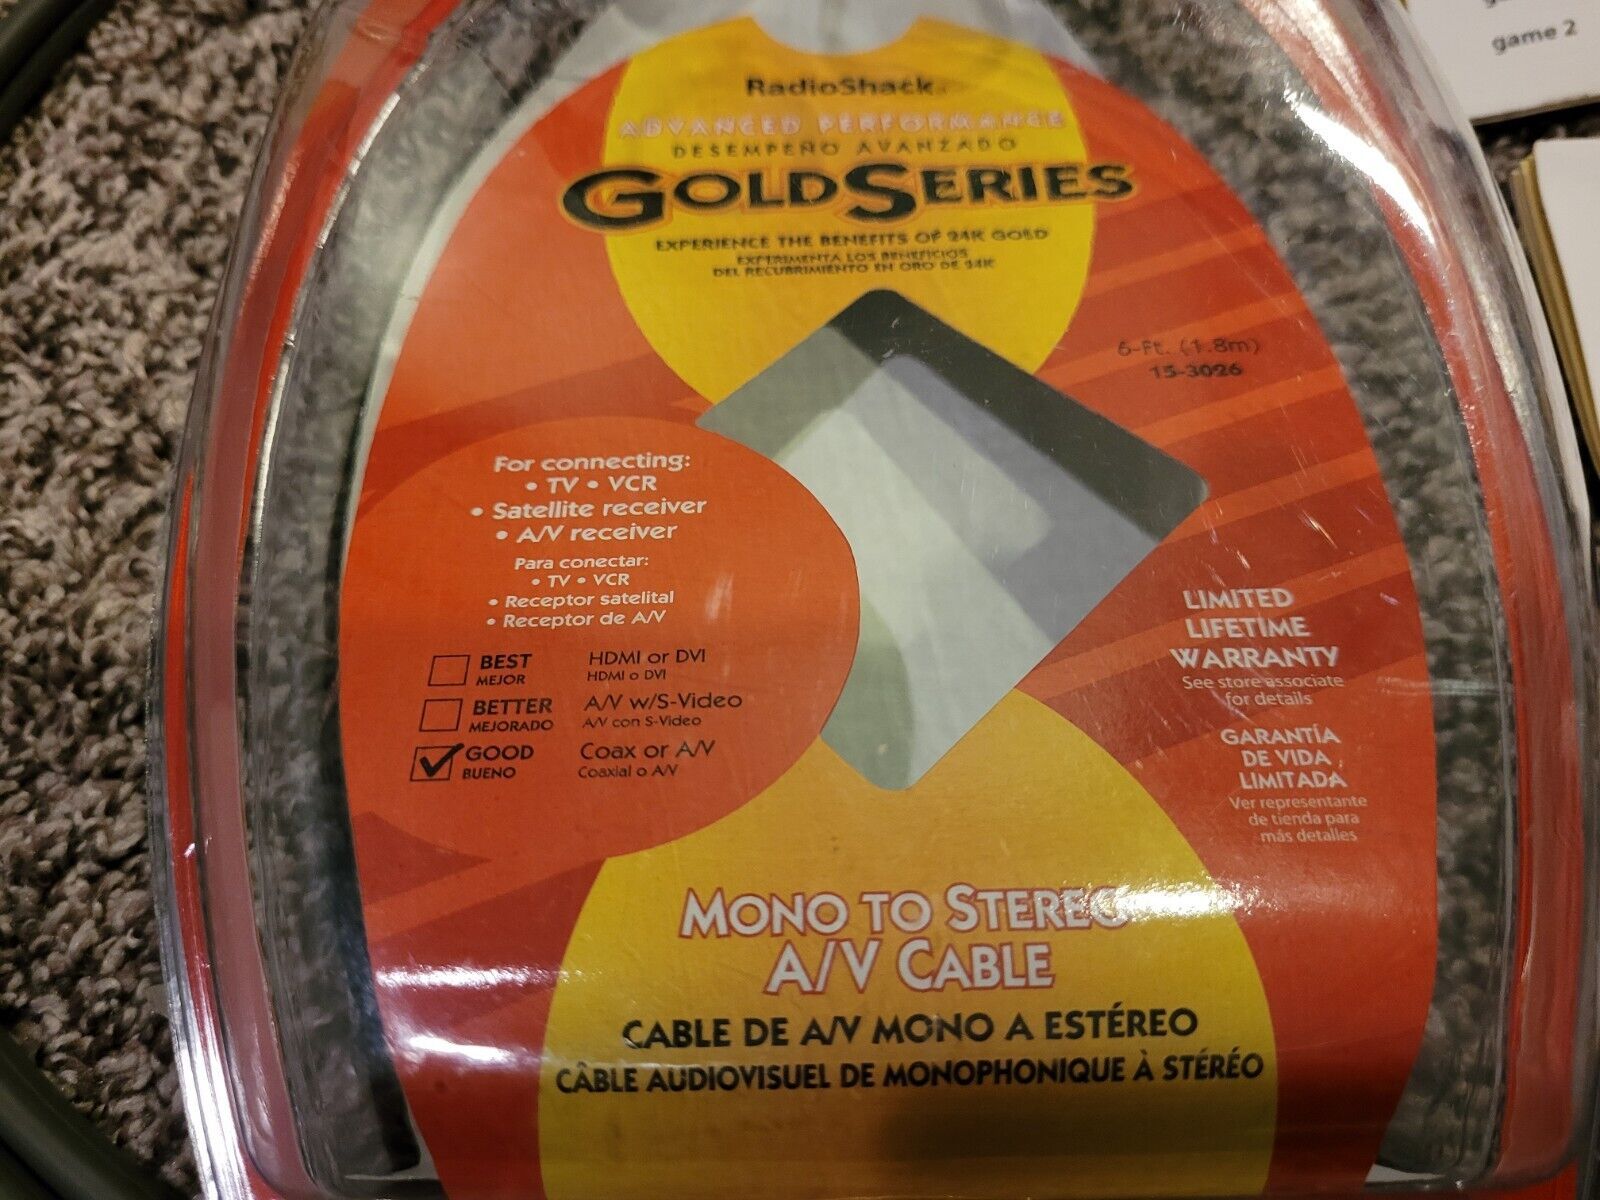 game 2
RadioShack
ADVANCED PERFORMANCE
DESEMPEÑO AVANZADO
GOLDSERIES
EXPERIENCE THE BENEFITS OF 24K GOLD
EXPERIMENTA LOS BENEFICIOS
DEL RECUBRIMIENTO EN ORO DE 24K
6-Ft. (1.8m)
15-3026
For connecting:
• TV • VCR
• Satellite receiver
• A/V receiver
Para conectar:
• TV • VCR
• Receptor satelital
• Receptor de A/V
BEST HDMI or DVI
MEJOR HDMI o DVI
BETTER A/V w/S-Video
MEJORADO A/V con S-Video
GOOD Coax or A/V
BUENO Coaxial o A/V
LIMITED
LIFETIME
WARRANTY
See store associate
for details
GARANTÍA
DE VIDA
LIMITADA
Ver representante
de tienda para
más detalles
MONO TO STEREO
A/V CABLE
CABLE DE A/V MONO A ESTÉREO
CÂBLE AUDIOVISUEL DE MONOPHONIQUE À STÉRÉO